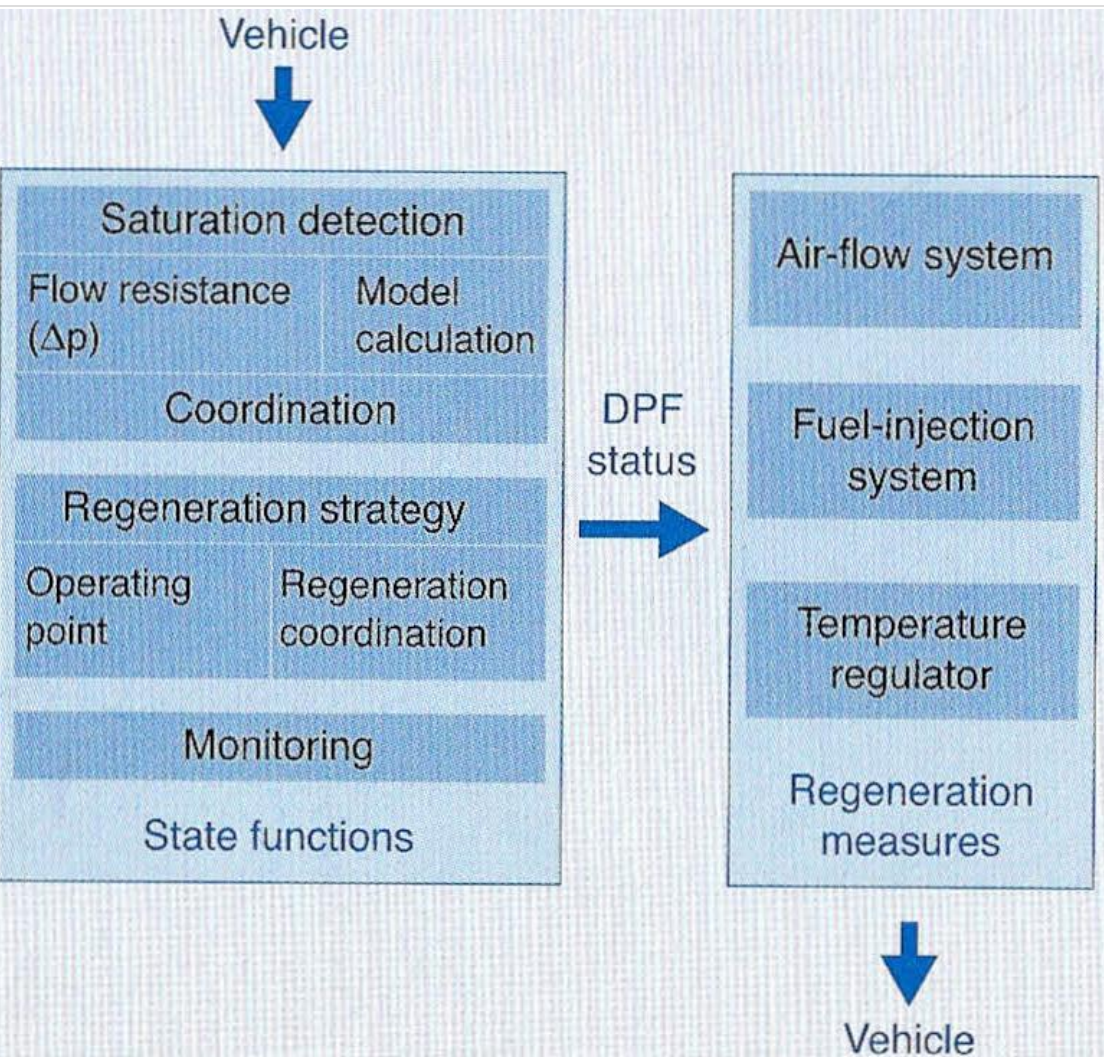 Vehicle
Saturation detection
Flow resistance
(Δp)
Model
calculation
Coordination
Regeneration strategy
Operating
point
Regeneration
coordination
Monitoring
State functions
DPF
status
Air-flow system
Fuel-injection
system
Temperature
regulator
Regeneration
measures
Vehicle